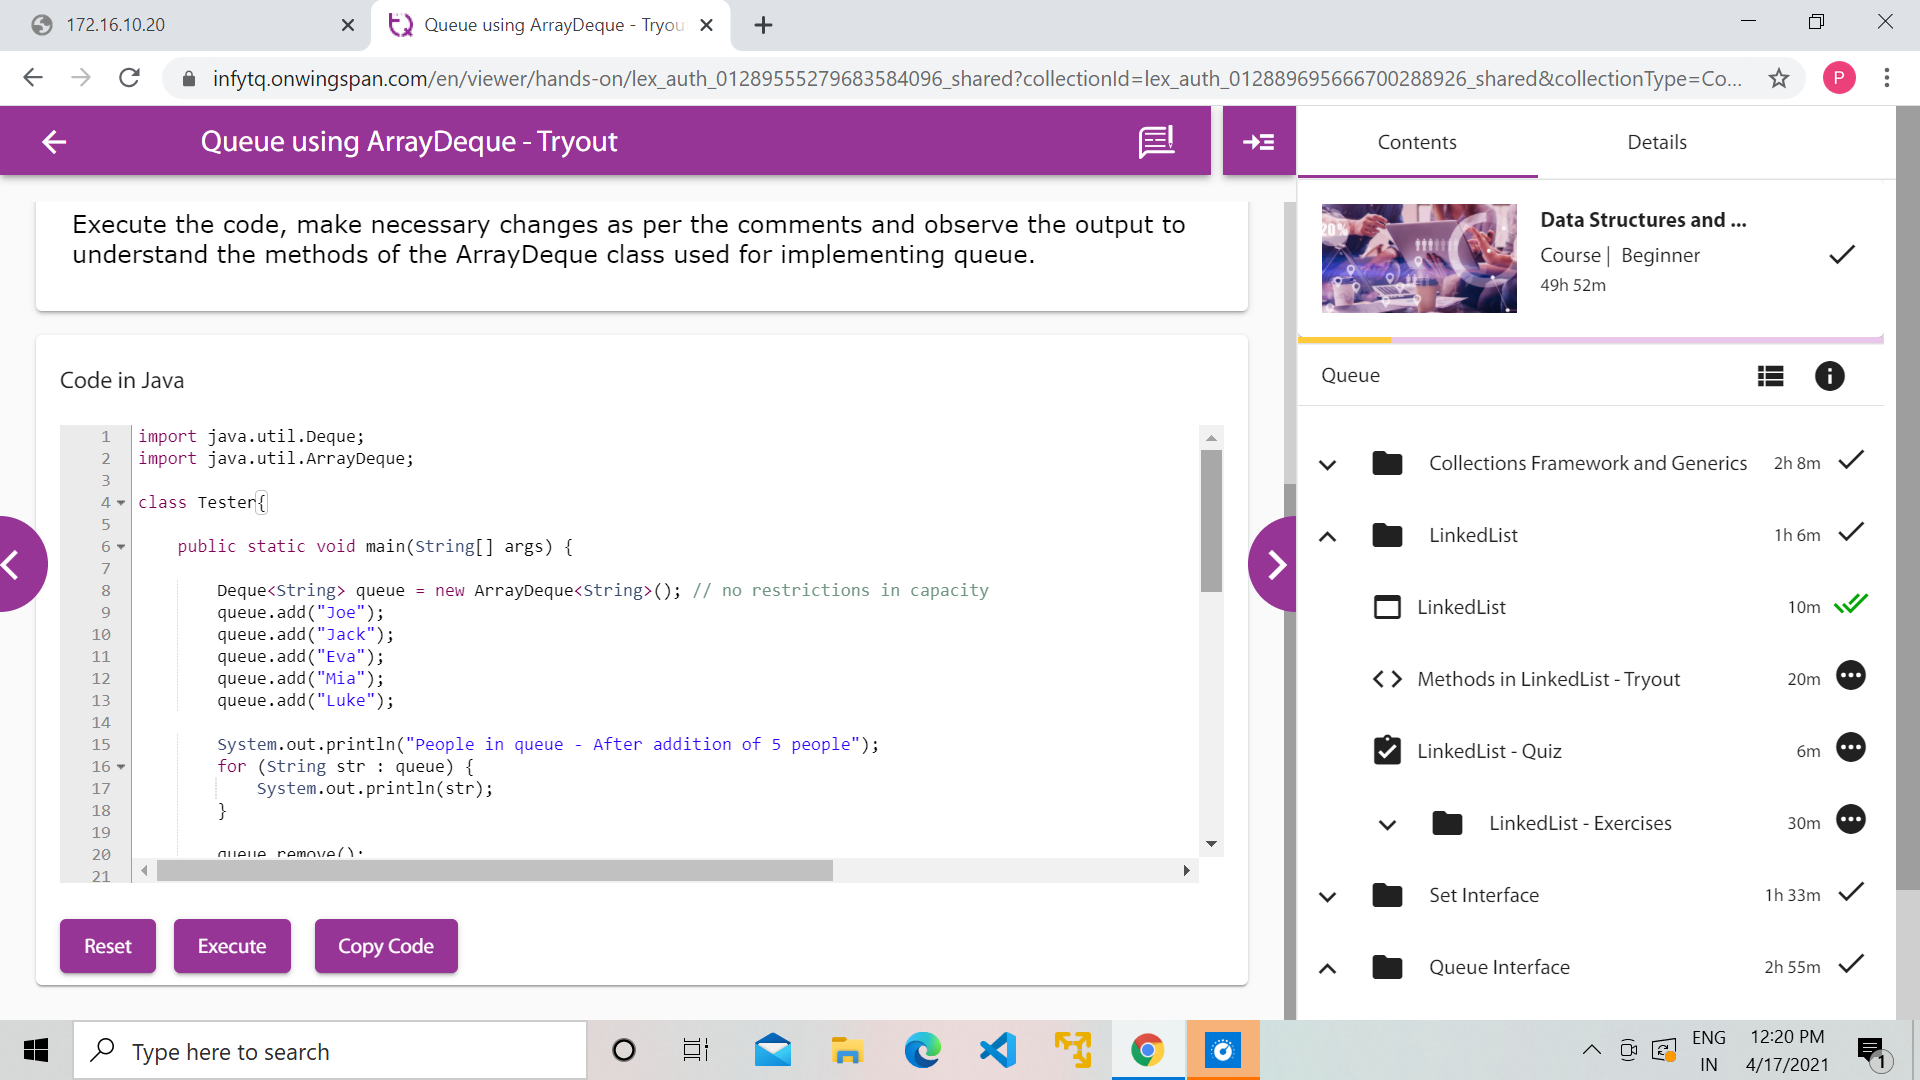 172.16.10.20
Queue using ArrayDeque - Tryou
infytq.onwingspan.com/en/viewer/hands-on/lex_auth_01289555279683584096_shared?collectionId=lex_auth_012889695666700288926_shared&collectionType=Co...
P
Queue using ArrayDeque - Tryout
Execute the code, make necessary changes as per the comments and observe the output to
understand the methods of the ArrayDeque class used for implementing queue.
Code in Java
1 import java.util.Deque;
2 import java.util.ArrayDeque;
3
4 class Tester{
5
6 public static void main(String[] args) {
7
8 Deque<String> queue = new ArrayDeque<String>(); // no restrictions in capacity
9 queue.add("Joe");
10 queue.add("Jack");
11 queue.add("Eva");
12 queue.add("Mia");
13 queue.add("Luke");
14
15 System.out.println("People in queue - After addition of 5 people");
16 for (String str : queue) {
17 System.out.println(str);
18 }
19
20 queue.remove();
21
Reset
Execute
Copy Code
Contents
Details
20%
Data Structures and ...
Course | Beginner
49h 52m
Queue
Collections Framework and Generics 2h 8m
LinkedList 1h 6m
LinkedList 10m
Methods in LinkedList - Tryout 20m
LinkedList - Quiz 6m
LinkedList - Exercises 30m
Set Interface 1h 33m
Queue Interface 2h 55m
Type here to search
ENG
IN
12:20 PM
4/17/2021
1